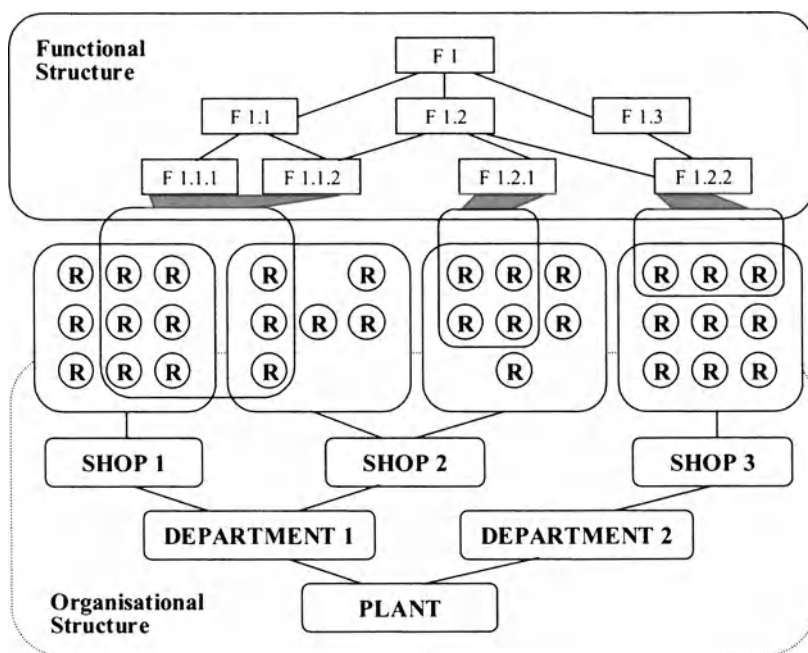 Functional
Structure
F 1
F 1.1
F 1.2
F 1.3
F 1.1.1
F 1.1.2
F 1.2.1
F 1.2.2
R R R R R R R R R R R
R R R R R R R R R R R R R
R R R R R R R R
SHOP 1
SHOP 2
SHOP 3
DEPARTMENT 1
DEPARTMENT 2
PLANT
Organisational
Structure